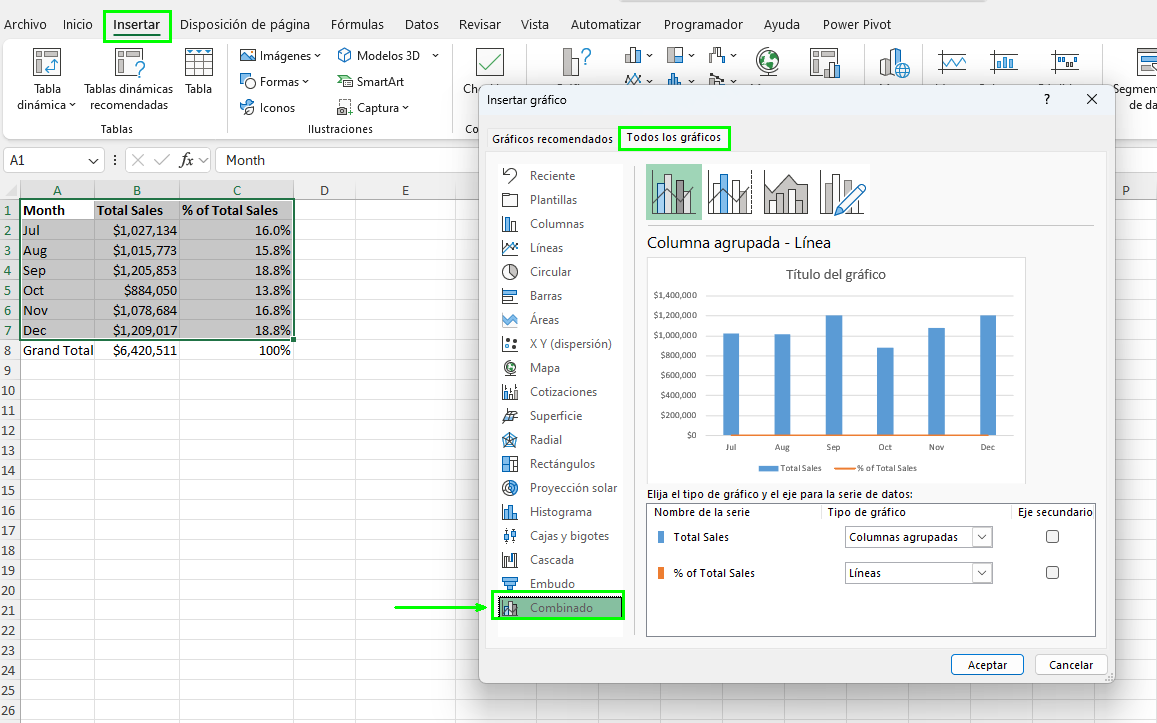 Archivo Inicio Insertar Disposición de página Fórmulas Datos Revisar Vista Automatizar Programador Ayuda Power Pivot
Tabla dinámica
Tablas dinámicas recomendadas
Tabla
Tablas
Imágenes
Formas
Iconos
Modelos 3D
SmartArt
Captura
Ilustraciones
A1
fx
Month
A B C D E P
1 Month Total Sales % of Total Sales
2 Jul $1,027,134 16.0%
3 Aug $1,015,773 15.8%
4 Sep $1,205,853 18.8%
5 Oct $884,050 13.8%
6 Nov $1,078,684 16.8%
7 Dec $1,209,017 18.8%
8 Grand Total $6,420,511 100%
9
10
11
12
13
14
15
16
17
18
19
20
21
22
23
24
25
26
Insertar gráfico ?
Gráficos recomendados Todos los gráficos
Reciente
Plantillas
Columnas
Líneas
Circular
Barras
Áreas
X Y (dispersión)
Mapa
Cotizaciones
Superficie
Radial
Rectángulos
Proyección solar
Histograma
Cajas y bigotes
Cascada
Embudo
Combinado
Columna agrupada - Línea
Título del gráfico
$1,400,000
$1,200,000
$1,000,000
$800,000
$600,000
$400,000
$200,000
$0
Jul Aug Sep Oct Nov Dec
Total Sales % of Total Sales
Elija el tipo de gráfico y el eje para la serie de datos:
Nombre de la serie Tipo de gráfico Eje secundario
Total Sales Columnas agrupadas
% of Total Sales Líneas
Aceptar Cancelar